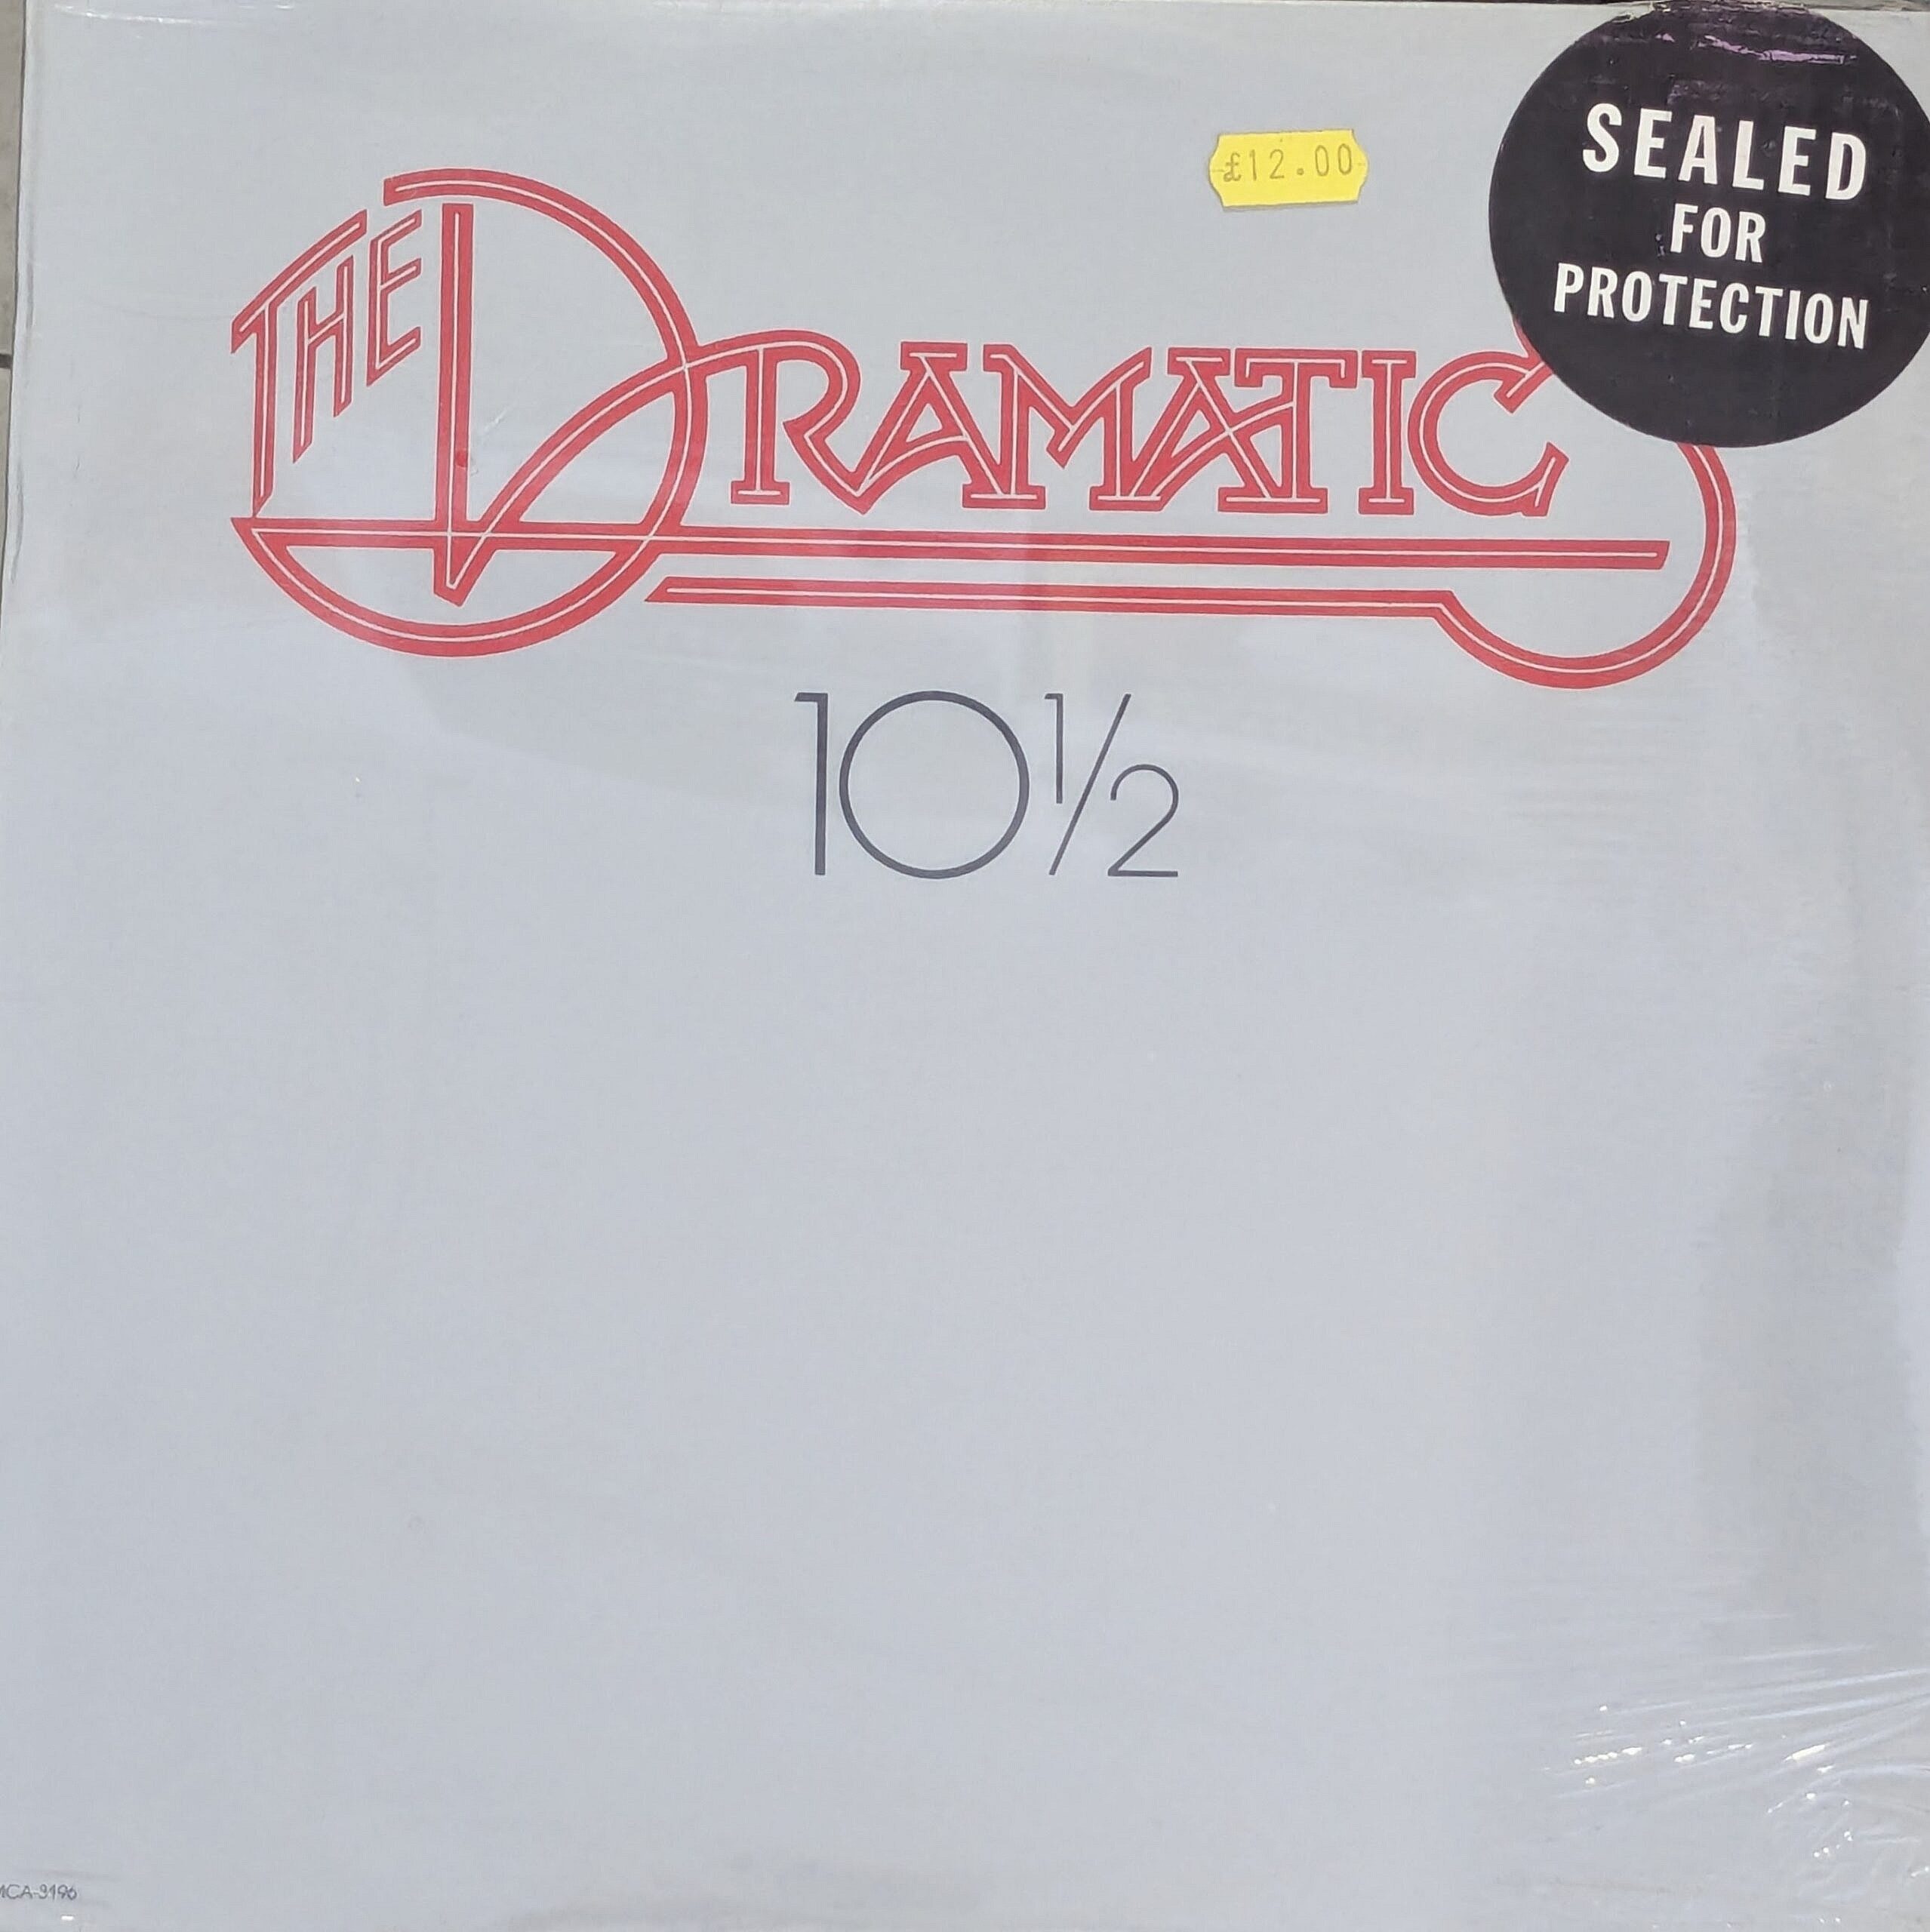 SEALED
FOR
PROTECTION
£12.00
THE DRAMATICS
10½
MCA-3196